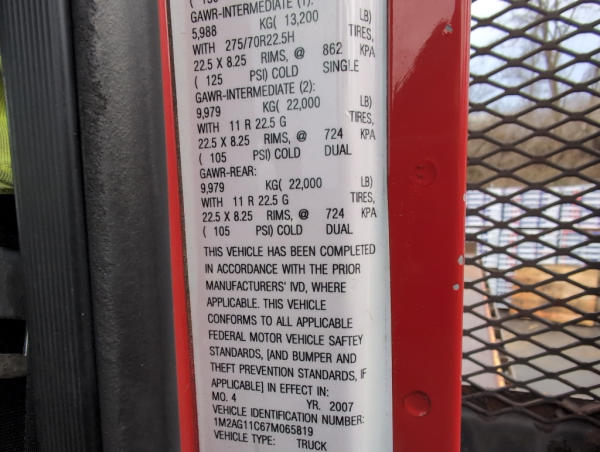 GAWR-INTERMEDIATE (1):
5,988 KG( 13,200 LB)
WITH 275/70R22.5H TIRES,
22.5 X 8.25 RIMS, @ 862 KPA
( 125 PSI) COLD SINGLE
GAWR-INTERMEDIATE (2):
9,979 KG( 22,000 LB)
WITH 11 R 22.5 G TIRES,
22.5 X 8.25 RIMS, @ 724 KPA
( 105 PSI) COLD DUAL
GAWR-REAR:
9,979 KG( 22,000 LB)
WITH 11 R 22.5 G TIRES,
22.5 X 8.25 RIMS, @ 724 KPA
( 105 PSI) COLD DUAL
THIS VEHICLE HAS BEEN COMPLETED
IN ACCORDANCE WITH THE PRIOR
MANUFACTURERS' IVD, WHERE
APPLICABLE. THIS VEHICLE
CONFORMS TO ALL APPLICABLE
FEDERAL MOTOR VEHICLE SAFTEY
STANDARDS, [AND BUMPER AND
THEFT PREVENTION STANDARDS, IF
APPLICABLE] IN EFFECT IN:
MO. 4 YR. 2007
VEHICLE IDENTIFICATION NUMBER:
1M2AG11C67M065819
VEHICLE TYPE: TRUCK